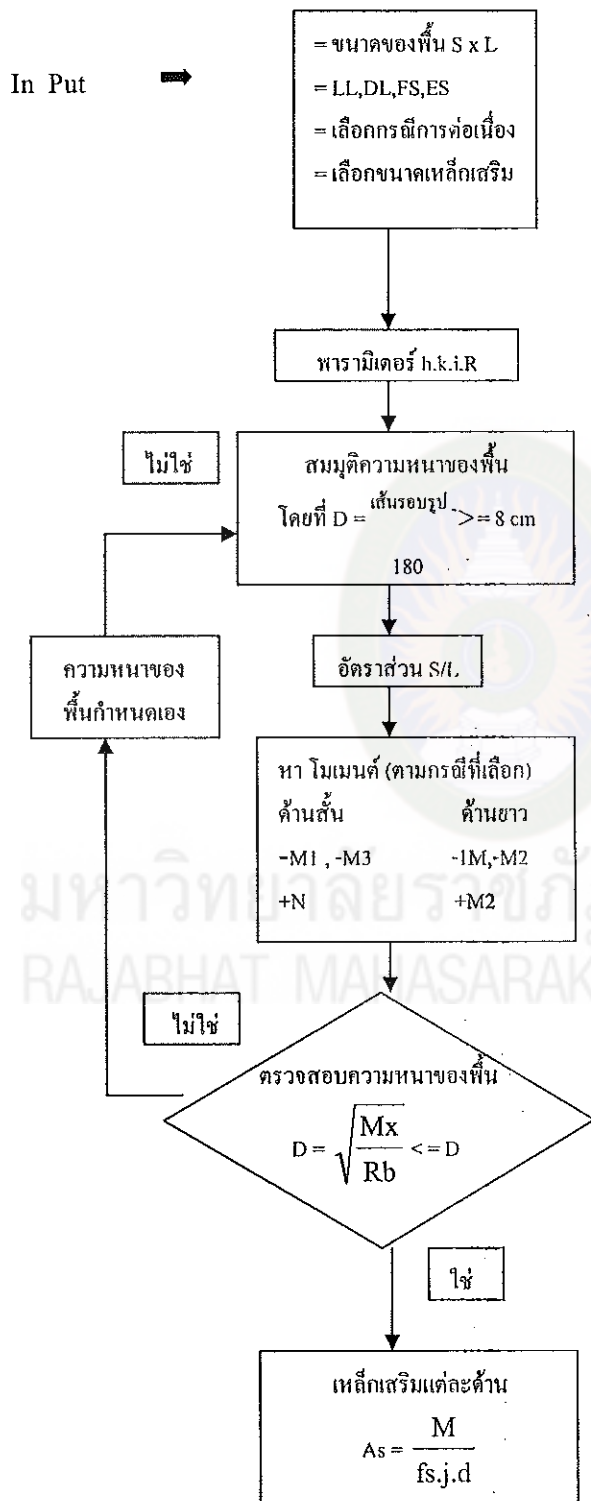 In Put
= ขนาดของพื้น S x L
= LL,DL,FS,ES
= เลือกกรณีการต่อเนื่อง
= เลือกขนาดเหล็กเสริม
พารามิเตอร์ h.k.i.R
ไม่ใช่
สมมุติความหนาของพื้น
โดยที่ D = เส้นรอบรูป >= 8 cm
180
ความหนาของ
พื้นกำหนดเอง
อัตราส่วน S/L
หา โมเมนต์ (ตามกรณีที่เลือก)
ด้านสั้น ด้านยาว
-M1 , -M3 -1M,-M2
+N +M2
มหาวิทยาลัยราชภั
RAJABHAT MAHASARAK
ไม่ใช่
ตรวจสอบความหนาของพื้น
D = √ Mx / Rb <= D
ใช่
เหล็กเสริมแต่ละด้าน
As = M / fs.j.d